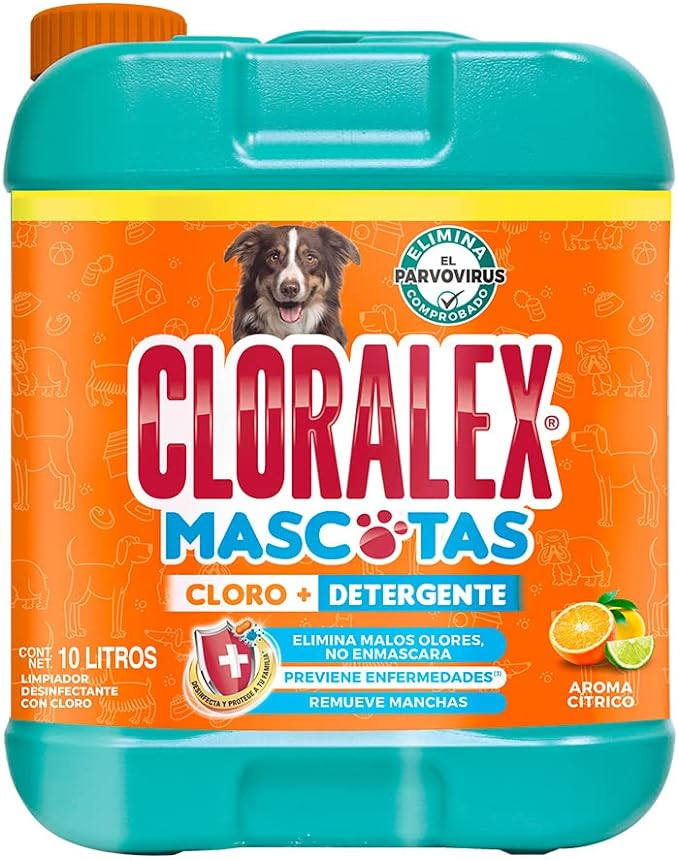 ELIMINA
EL
PARVOVIRUS
COMPROBADO
CLORALEX®
MASCOTAS
CLORO + DETERGENTE
ELIMINA MALOS OLORES,
NO ENMASCARA
PREVIENE ENFERMEDADES(3)
REMUEVE MANCHAS
DESINFECTA Y PROTEGE A TU FAMILIA
CONT.
NET. 10 LITROS
LIMPIADOR
DESINFECTANTE
CON CLORO
AROMA
CÍTRICO